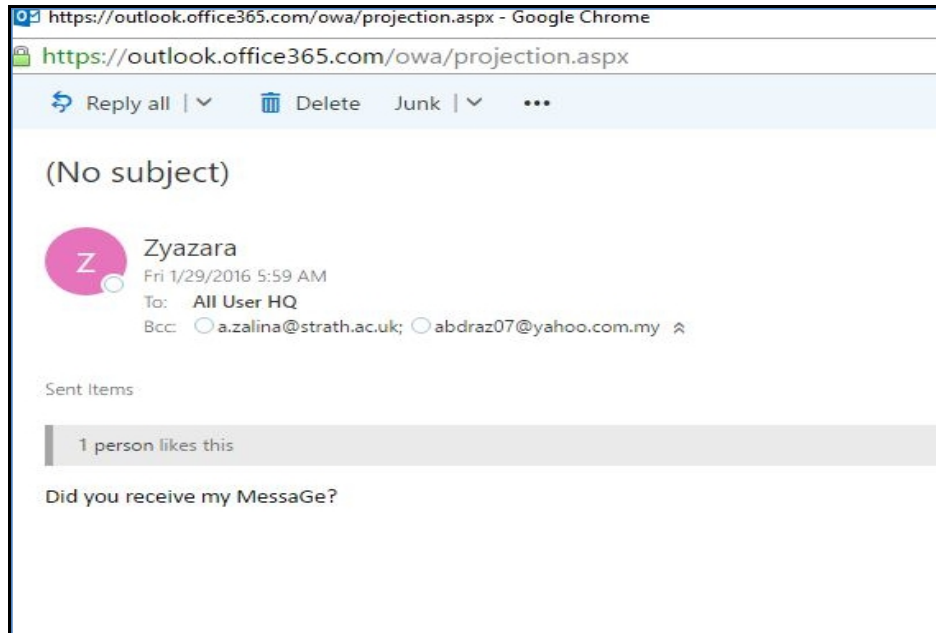 https://outlook.office365.com/owa/projection.aspx - Google Chrome
https://outlook.office365.com/owa/projection.aspx
Reply all | Delete Junk | •••
(No subject)
Z
Zyazara
Fri 1/29/2016 5:59 AM
To: All User HQ
Bcc: a.zalina@strath.ac.uk; abdraz07@yahoo.com.my
Sent Items
1 person likes this
Did you receive my MessaGe?